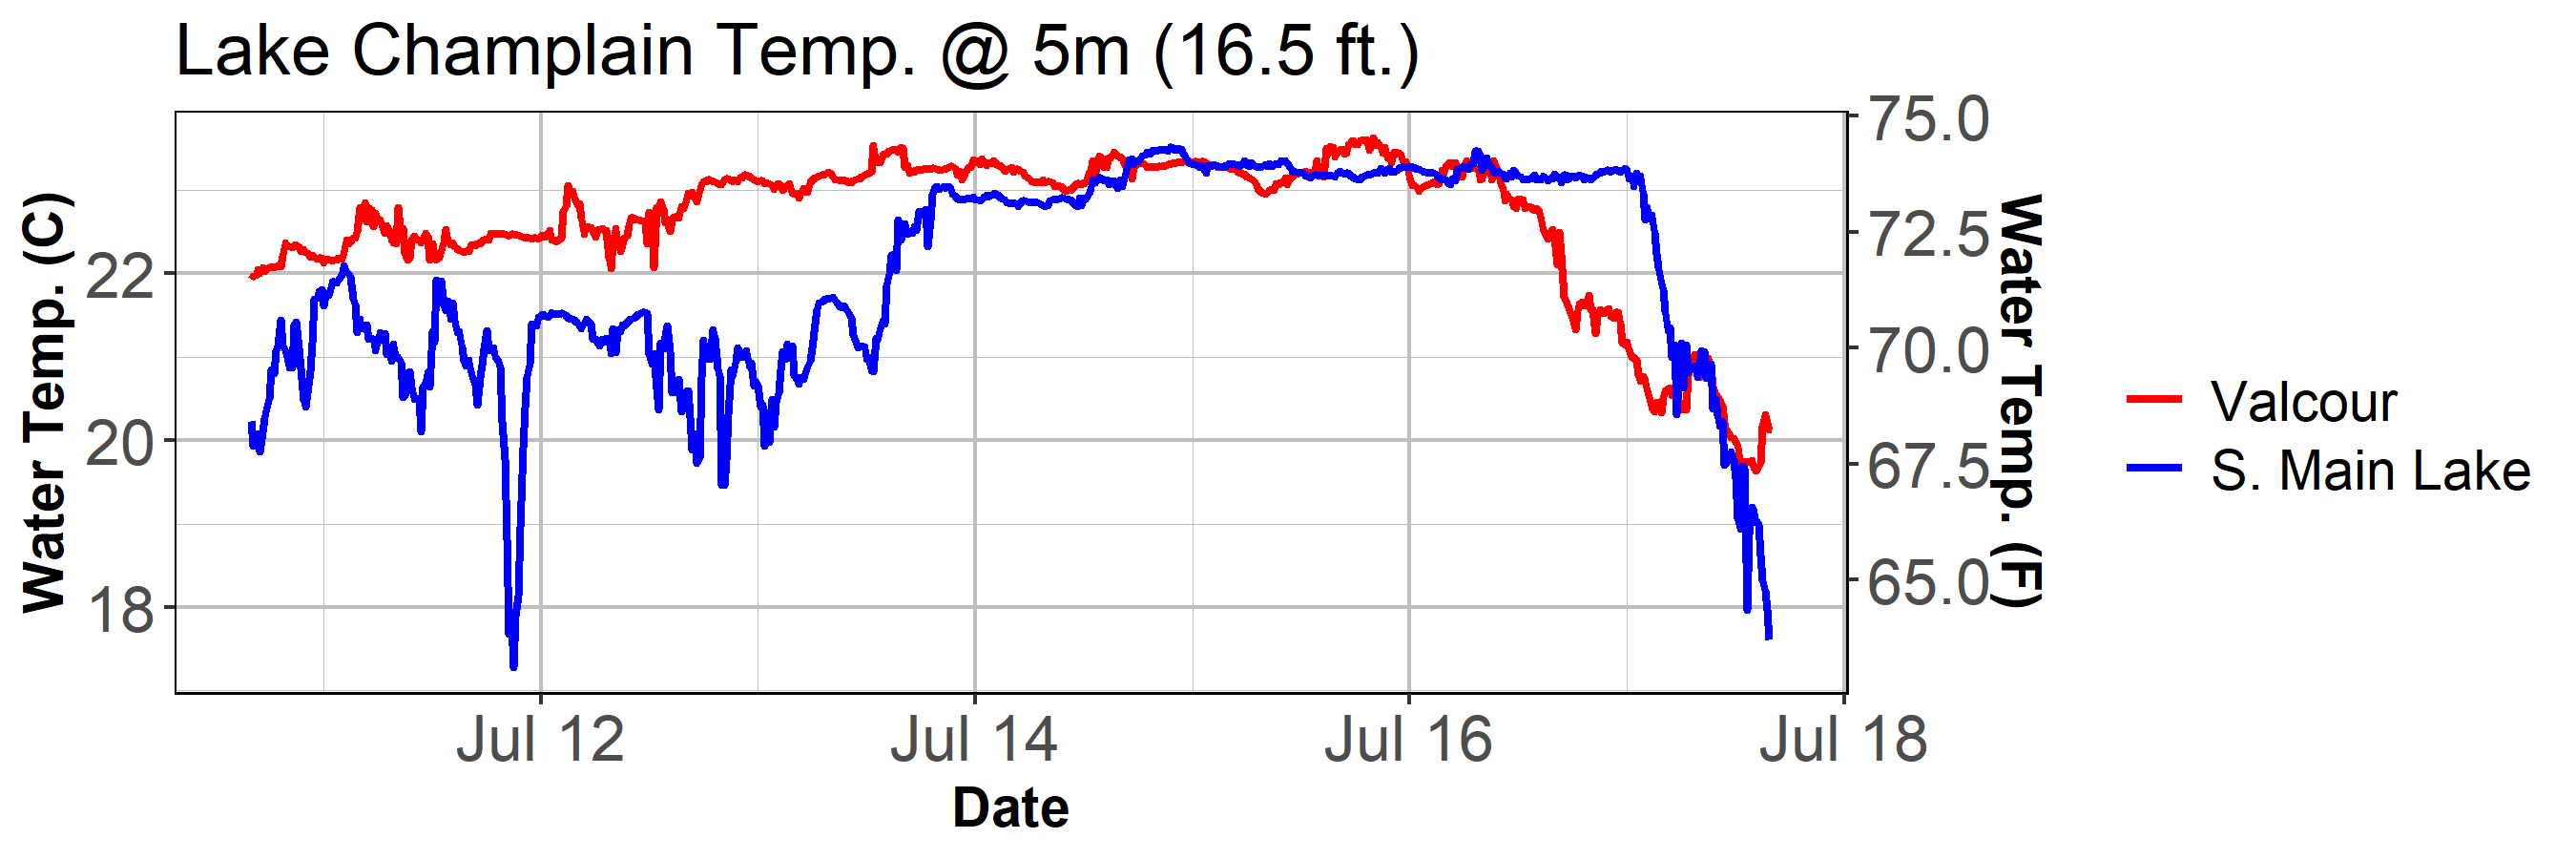 Lake Champlain Temp. @ 5m (16.5 ft.)
Water Temp. (C)
22
20
18
75.0
72.5
70.0
67.5
65.0
Water Temp. (F)
Jul 12
Jul 14
Jul 16
Jul 18
Date
Valcour
S. Main Lake